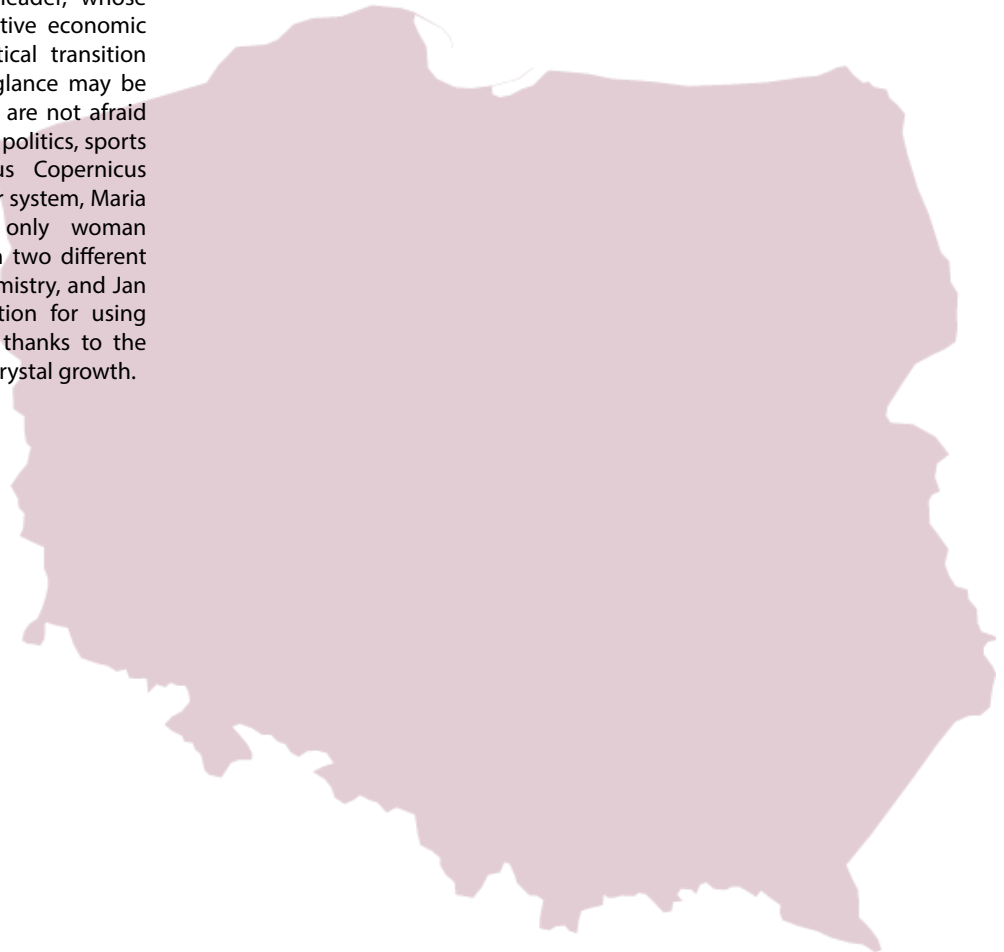 leader, whose
tive economic
tical transition
glance may be
are not afraid
politics, sports
us Copernicus
r system, Maria
only woman
n two different
mistry, and Jan
tion for using
thanks to the
rystal growth.